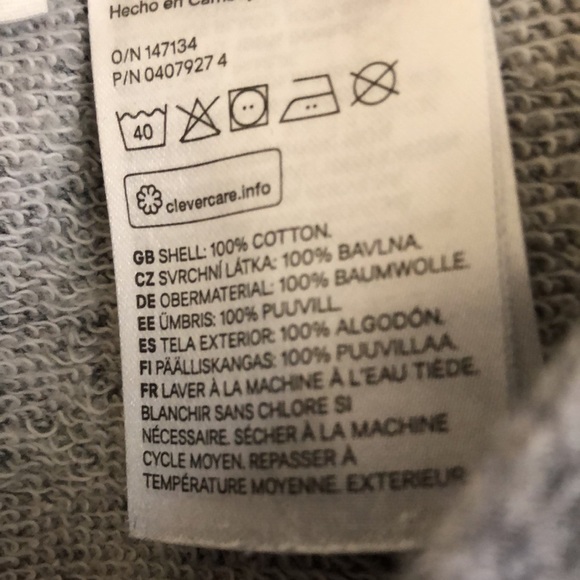 Hecho en
O/N 147134
P/N 0407927 4
40
clevercare.info
GB SHELL: 100% COTTON.
CZ SVRCHNÍ LÁTKA: 100% BAVLNA.
DE OBERMATERIAL: 100% BAUMWOLLE.
EE ÜMBRIS: 100% PUUVILL.
ES TELA EXTERIOR: 100% ALGODÓN.
FI PÄÄLLISKANGAS: 100% PUUVILLAA.
FR LAVER À LA MACHINE À L'EAU TIÈDE.
BLANCHIR SANS CHLORE SI
NÉCESSAIRE. SÉCHER À LA MACHINE
CYCLE MOYEN. REPASSER À
TEMPÉRATURE MOYENNE. EXTERIEUR